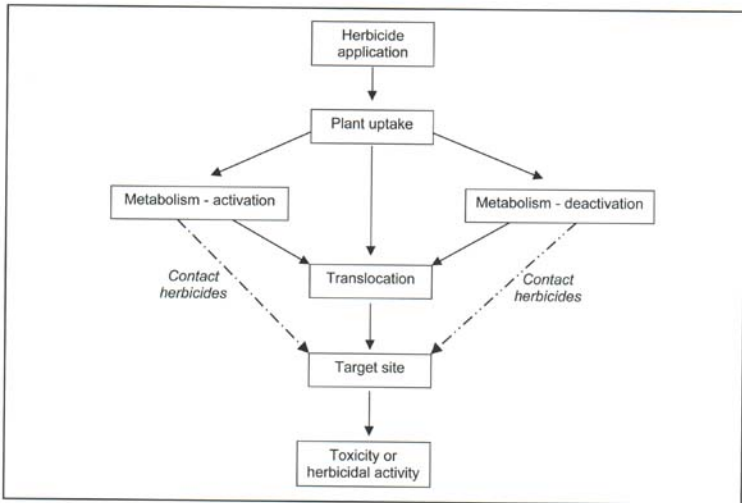 Herbicide
application
Plant uptake
Metabolism - activation
Metabolism - deactivation
Contact
herbicides
Translocation
Contact
herbicides
Target site
Toxicity or
herbicidal activity